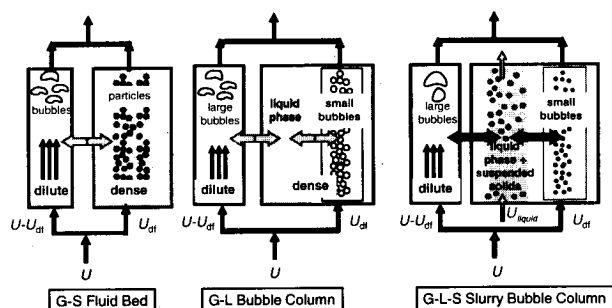 bubbles
dilute
particles
dense
U-U_df
U_df
U
G-S Fluid Bed
large
bubbles
dilute
liquid
phase
small
bubbles
dense
U-U_df
U_df
U
G-L Bubble Column
large
bubbles
dilute
liquid
phase +
suspended
solids
small
bubbles
U-U_df
U_liquid
U_df
U
G-L-S Slurry Bubble Column